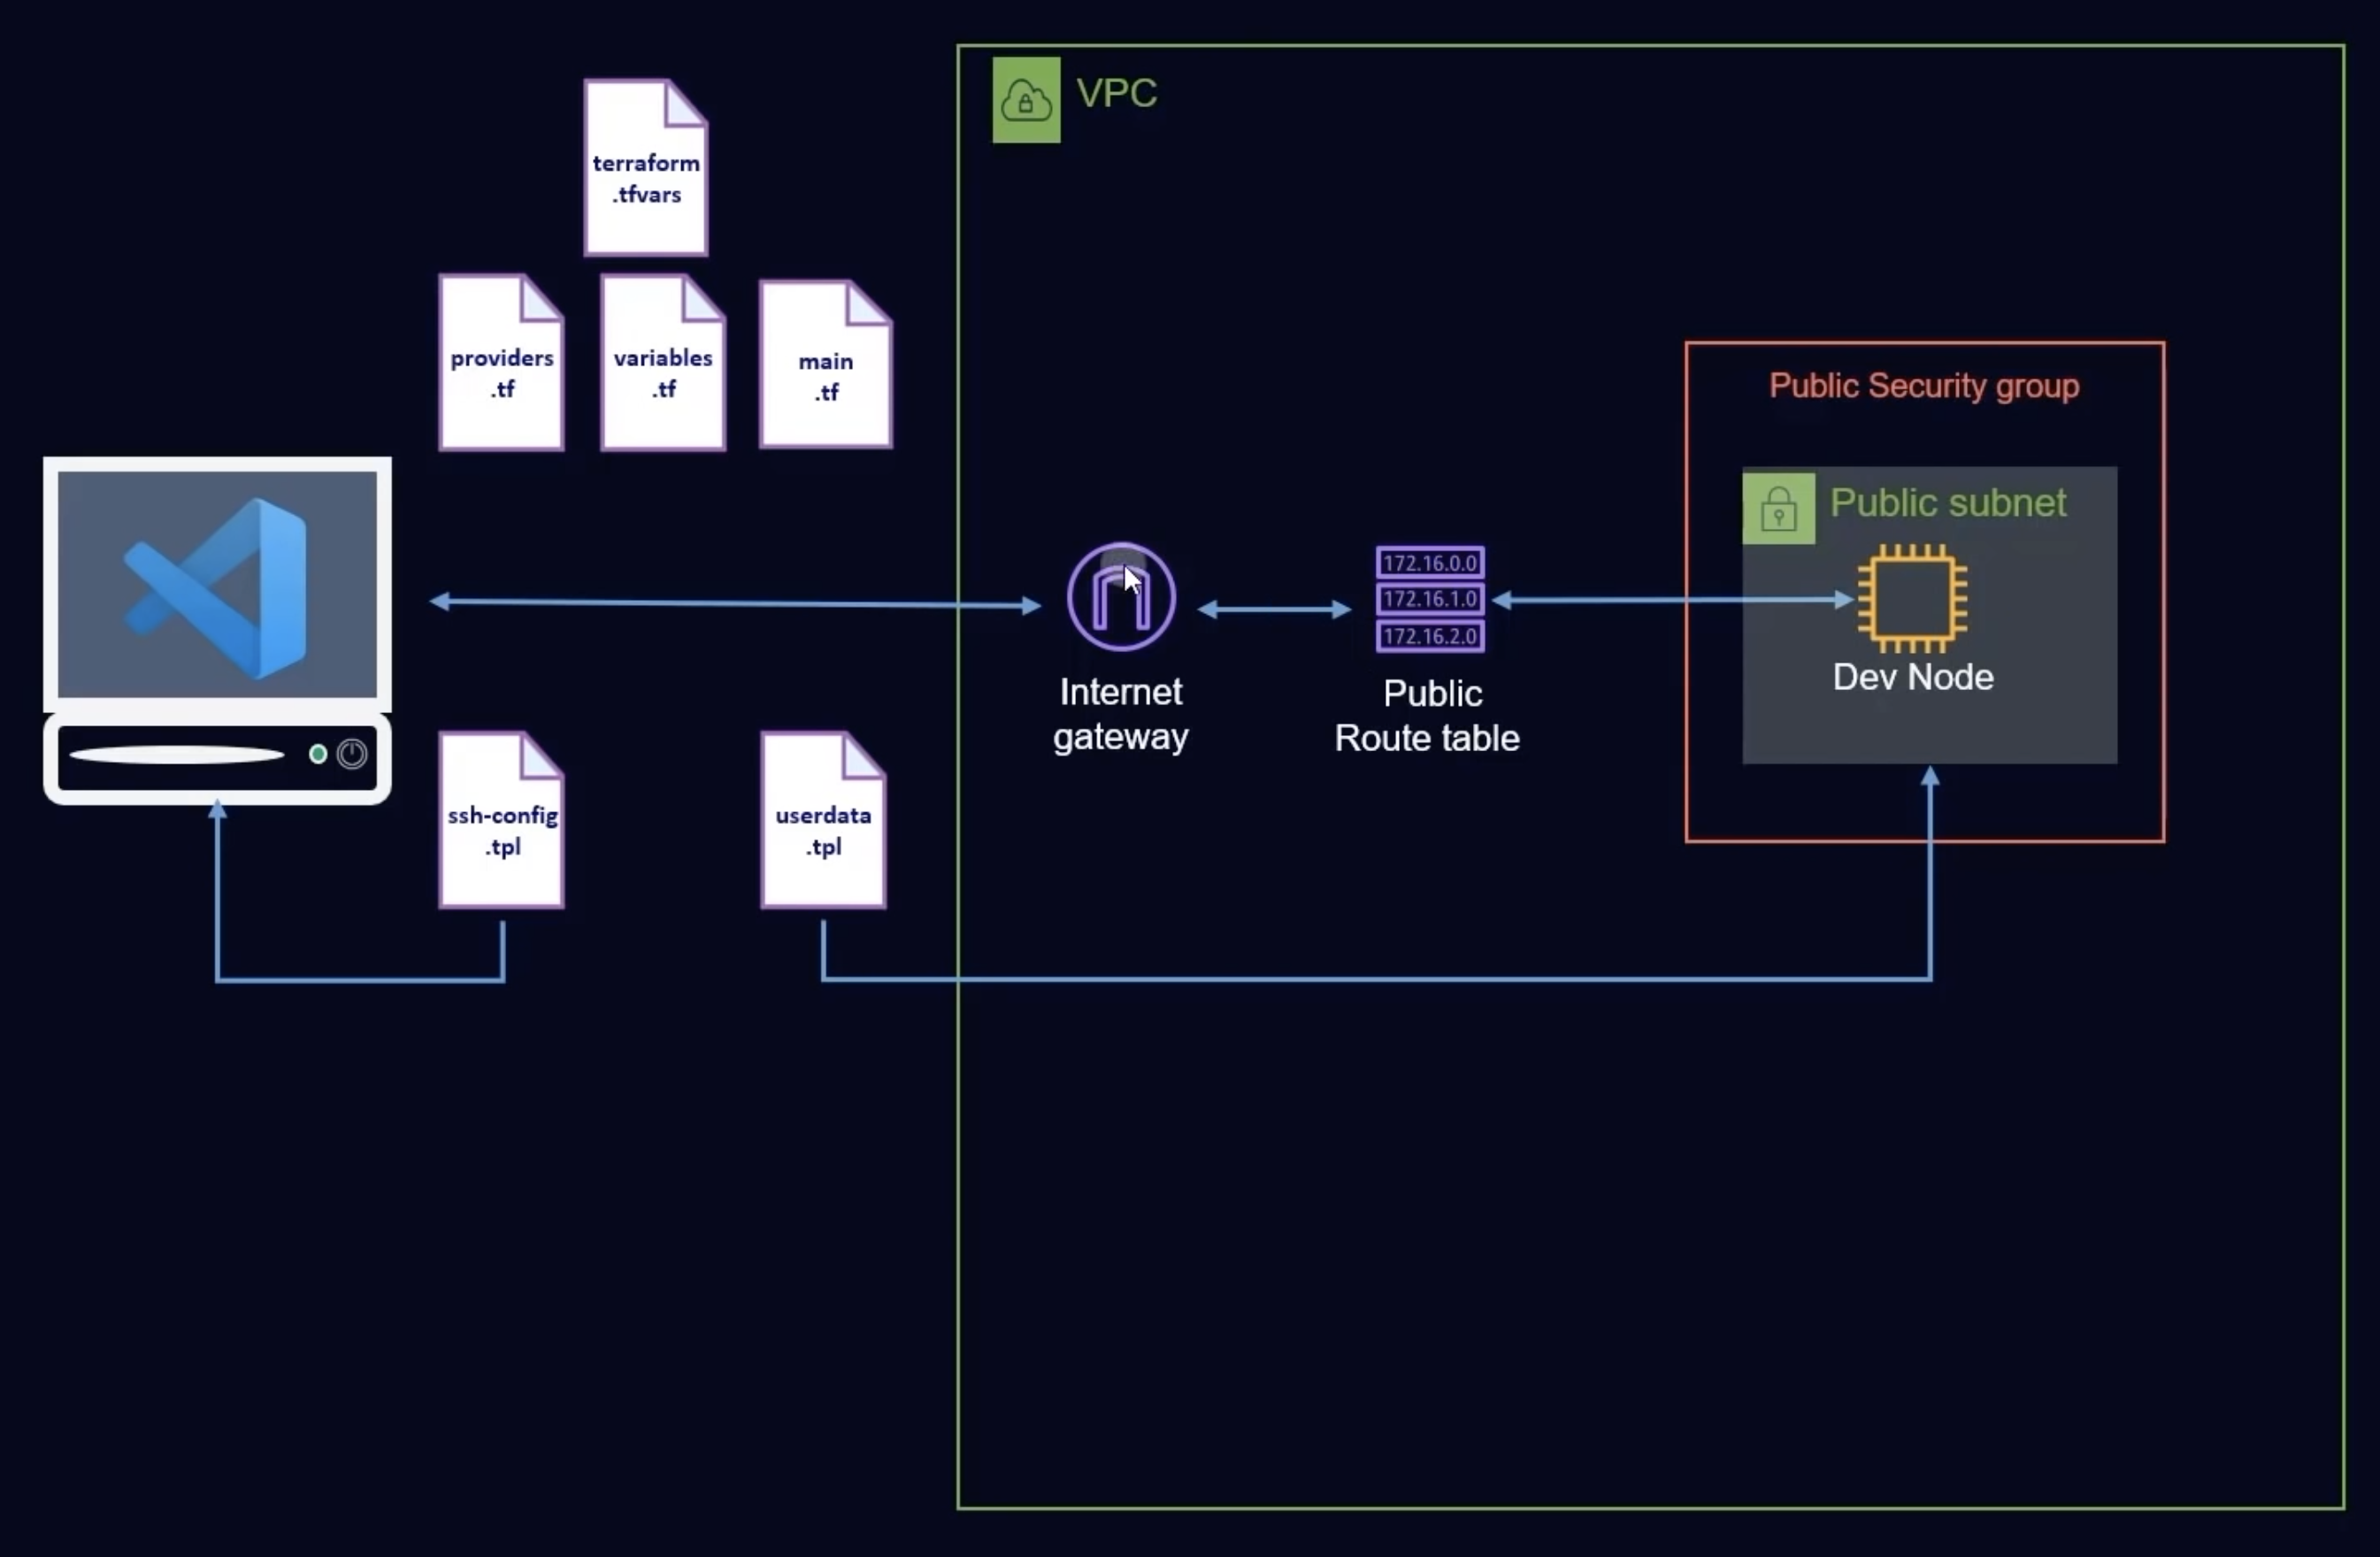 VPC
terraform
.tfvars
providers
.tf
variables
.tf
main
.tf
Public Security group
Public subnet
172.16.0.0
172.16.1.0
172.16.2.0
Dev Node
Internet
gateway
Public
Route table
ssh-config
.tpl
userdata
.tpl